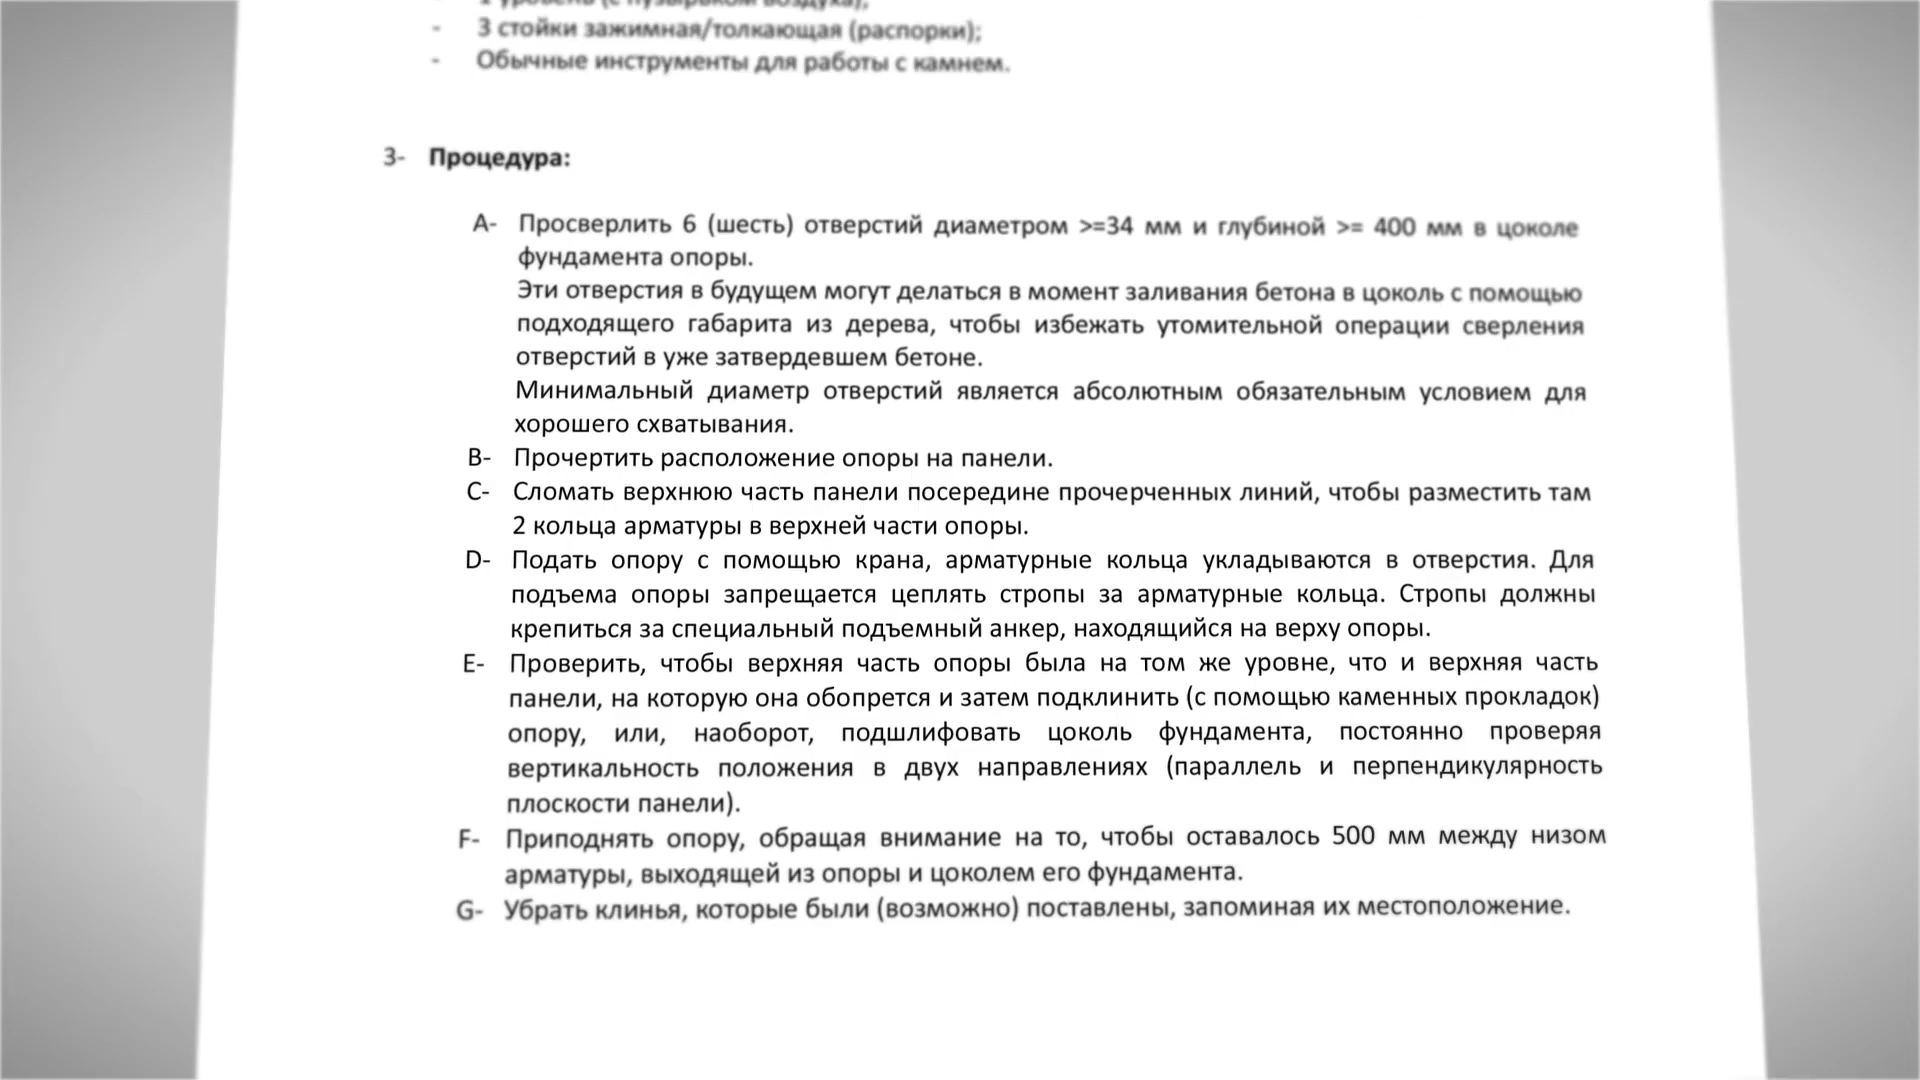 - 1 уровень (с пузырьком воздуха);
- 3 стойки зажимная/толкающая (распорки);
- Обычные инструменты для работы с камнем.
3- Процедура:
A- Просверлить 6 (шесть) отверстий диаметром >=34 мм и глубиной >= 400 мм в цоколе
фундамента опоры.
Эти отверстия в будущем могут делаться в момент заливания бетона в цоколь с помощью
подходящего габарита из дерева, чтобы избежать утомительной операции сверления
отверстий в уже затвердевшем бетоне.
Минимальный диаметр отверстий является абсолютным обязательным условием для
хорошего схватывания.
B- Прочертить расположение опоры на панели.
C- Сломать верхнюю часть панели посередине прочерченных линий, чтобы разместить там
2 кольца арматуры в верхней части опоры.
D- Подать опору с помощью крана, арматурные кольца укладываются в отверстия. Для
подъема опоры запрещается цеплять стропы за арматурные кольца. Стропы должны
крепиться за специальный подъемный анкер, находящийся на верху опоры.
E- Проверить, чтобы верхняя часть опоры была на том же уровне, что и верхняя часть
панели, на которую она обопрется и затем подклинить (с помощью каменных прокладок)
опору, или, наоборот, подшлифовать цоколь фундамента, постоянно проверяя
вертикальность положения в двух направлениях (параллель и перпендикулярность
плоскости панели).
F- Приподнять опору, обращая внимание на то, чтобы оставалось 500 мм между низом
арматуры, выходящей из опоры и цоколем его фундамента.
G- Убрать клинья, которые были (возможно) поставлены, запоминая их местоположение.